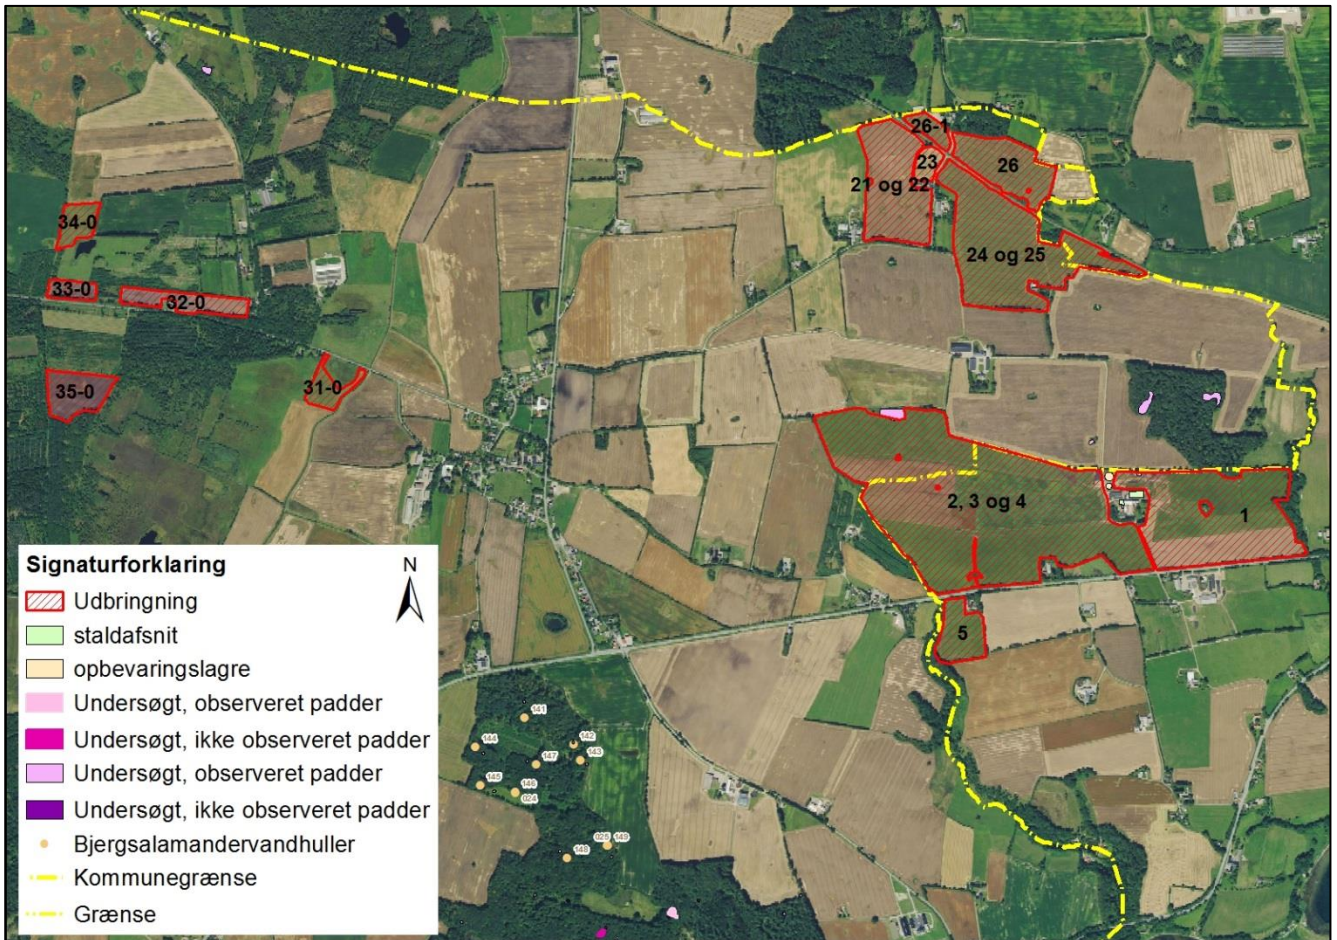 26-1
23
26
21 og 22
34-0
24 og 25
33-0
32-0
35-0
31-0
2, 3 og 4
1
5
Signaturforklaring
N
Udbringning
staldafsnit
opbevaringslagre
Undersøgt, observeret padder
Undersøgt, ikke observeret padder
Undersøgt, observeret padder
Undersøgt, ikke observeret padder
Bjergsalamandervandhuller
Kommunegrænse
Grænse
141
144
142
147
143
145
146
024
025 149
148